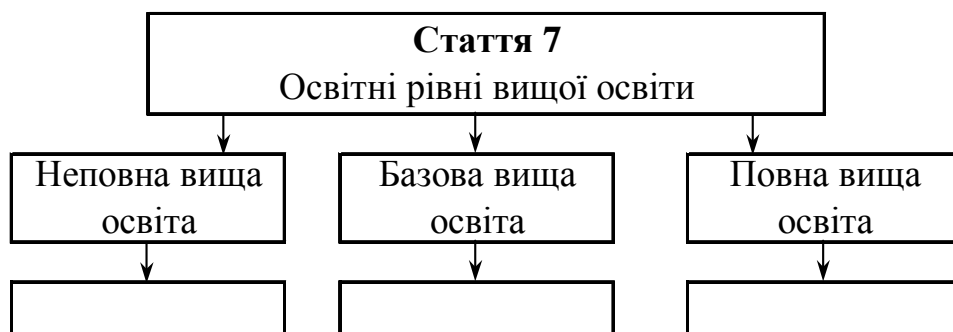 Стаття 7
Освітні рівні вищої освіти
Неповна вища
освіта
Базова вища
освіта
Повна вища
освіта